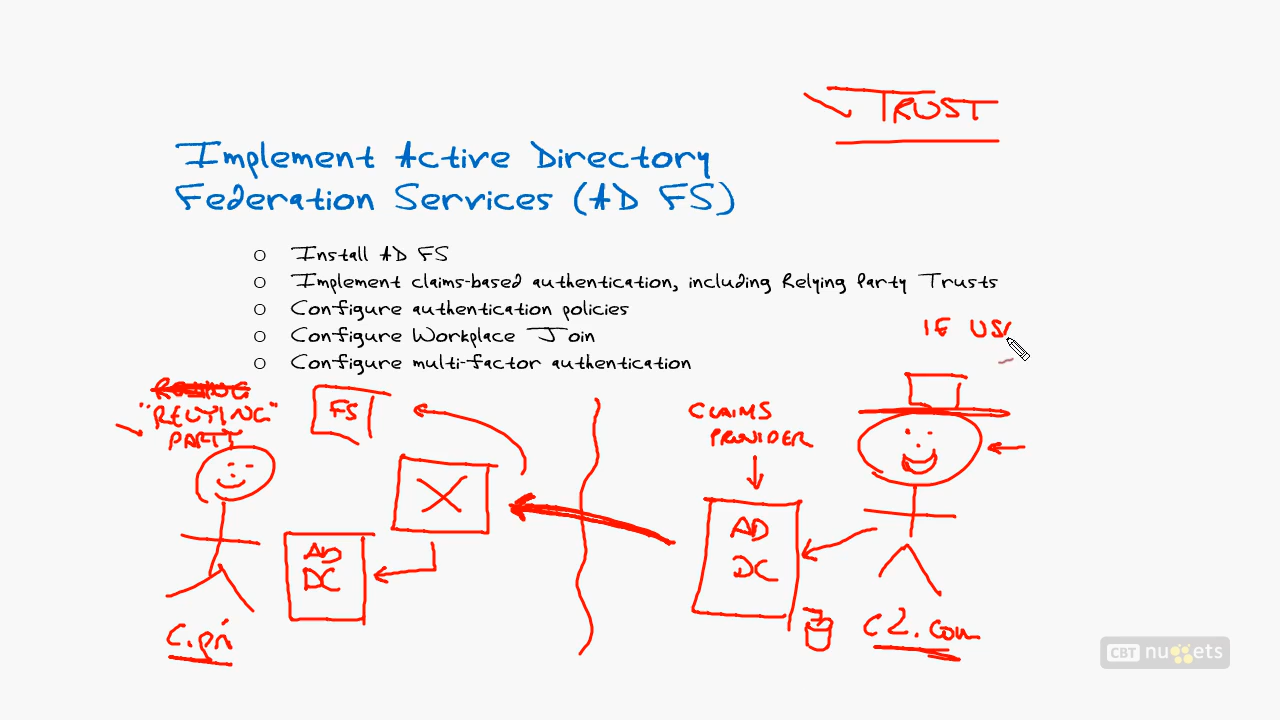 TRUST
Implement Active Directory
Federation Services (AD FS)
o Install AD FS
o Implement claims-based authentication, including Relying Party Trusts
o Configure authentication policies
o Configure Workplace Join
o Configure multi-factor authentication
IF US
"RELYING"
PARTY
FS
CLAIMS
PROVIDER
X
AD
DC
AD
DC
C.pri
C2.com
CBT nuggets